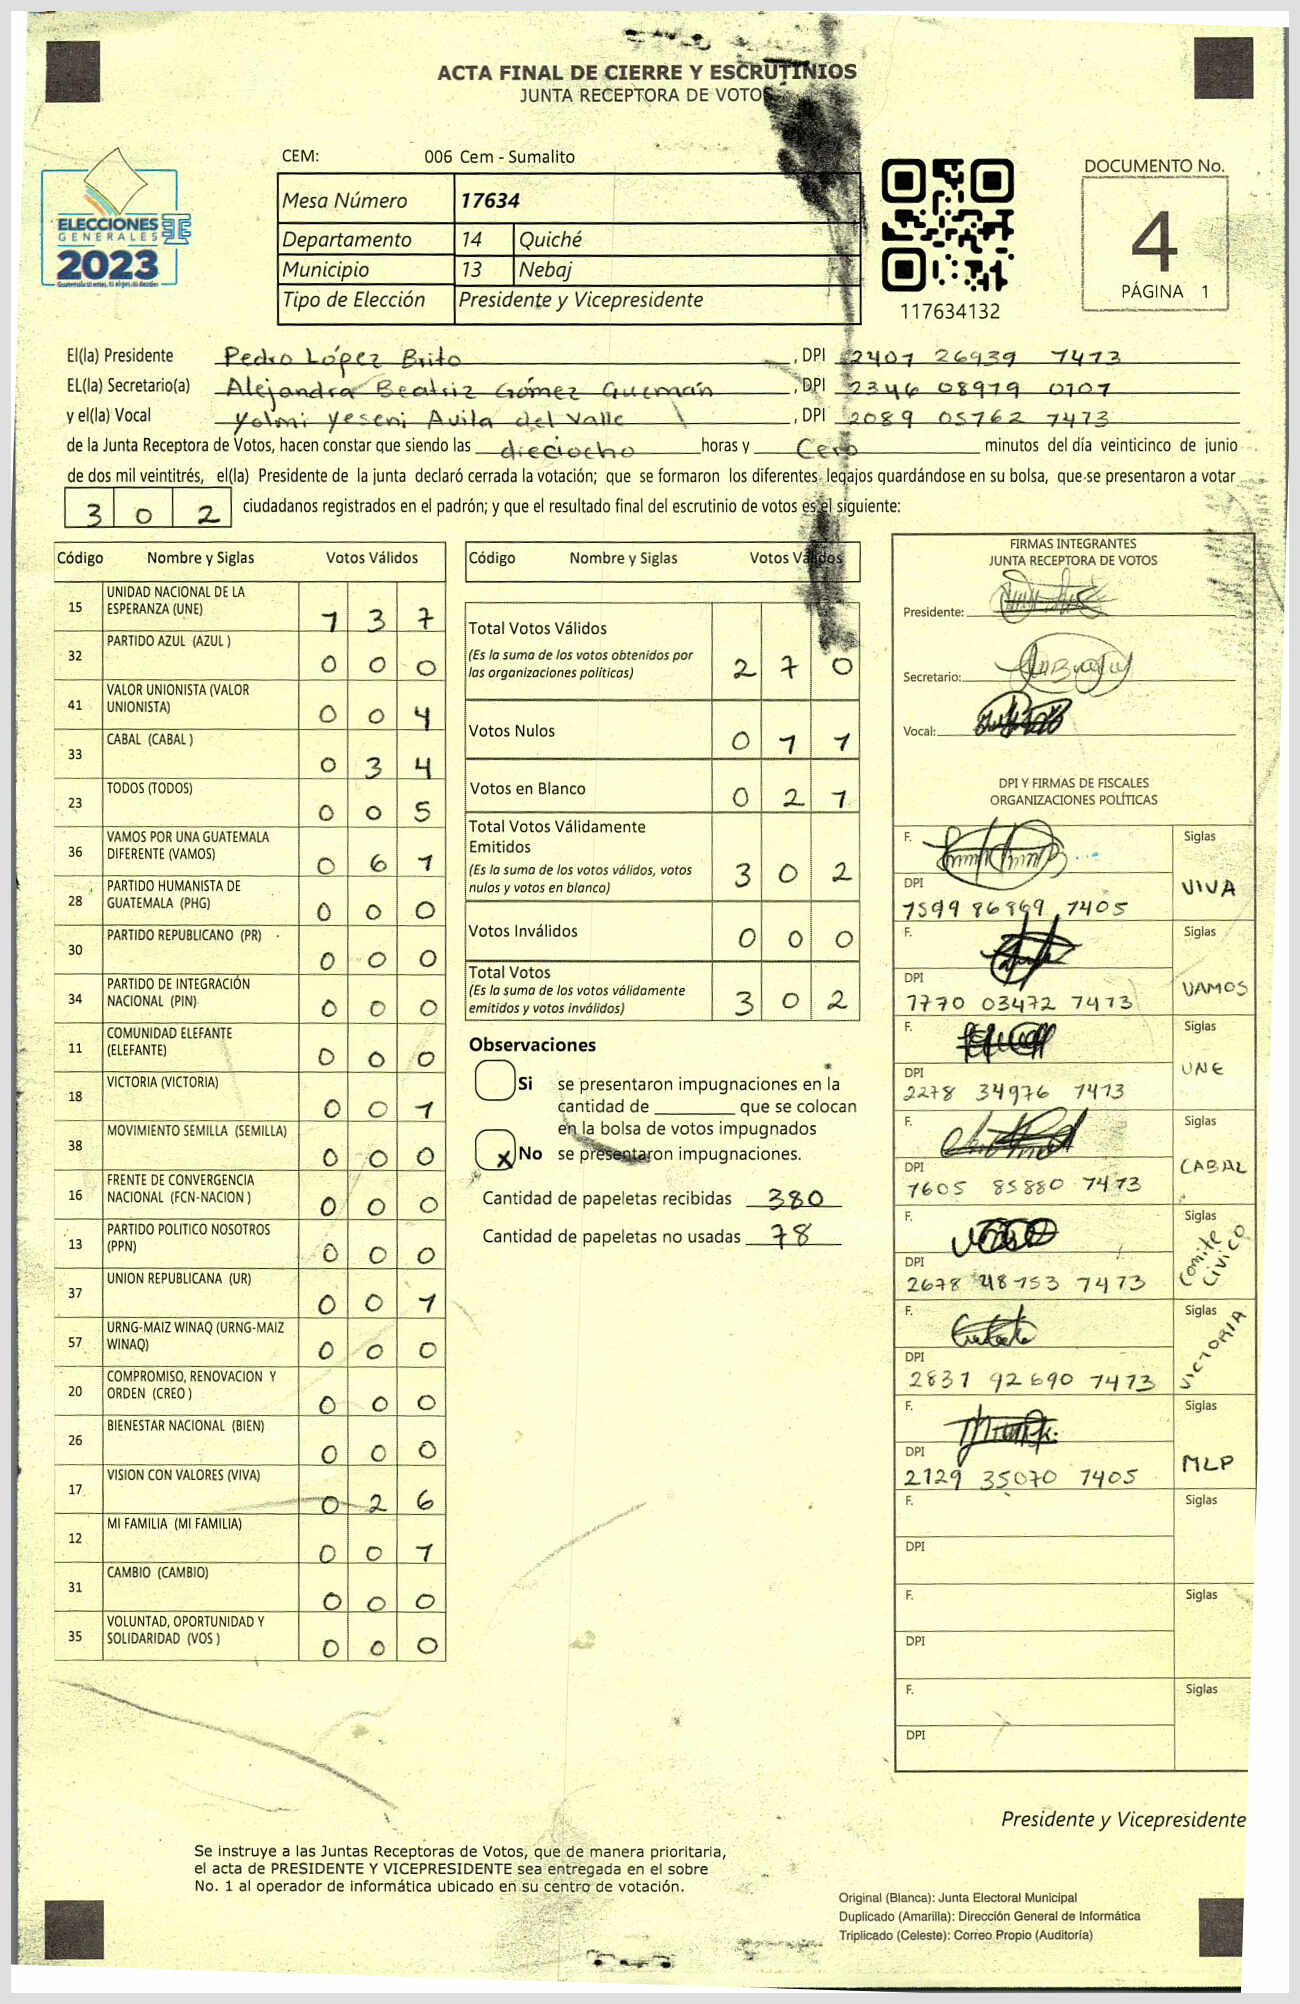 ACTA FINAL DE CIERRE Y ESCRUTINIOS
JUNTA RECEPTORA DE VOTOS
CEM: 006 Cem - Sumalito
Mesa Número 17634
Departamento 14 Quiché
Municipio 13 Nebaj
Tipo de Elección Presidente y Vicepresidente
ELECCIONES
GENERALES
2023
117634132
DOCUMENTO No.
4
PÁGINA 1
El(la) Presidente Pedro López Brito, DPI 2407 26939 7413
EL(la) Secretario(a) Alejandra Beatriz Gómez Guzmán, DPI 2346 08979 0107
y el(la) Vocal Yolmi Yeseni Avila del Valle, DPI 2089 05762 7413
de la Junta Receptora de Votos, hacen constar que siendo las dieciocho horas y Cero minutos del día veinticinco de junio
de dos mil veintitrés, el(la) Presidente de la junta declaró cerrada la votación; que se formaron los diferentes legajos guardándose en su bolsa, que se presentaron a votar
302 ciudadanos registrados en el padrón; y que el resultado final del escrutinio de votos es el siguiente:
Código Nombre y Siglas Votos Válidos
15 UNIDAD NACIONAL DE LA ESPERANZA (UNE) 1 3 7
32 PARTIDO AZUL (AZUL ) 0 0 0
41 VALOR UNIONISTA (VALOR UNIONISTA) 0 0 4
33 CABAL (CABAL ) 0 3 4
23 TODOS (TODOS) 0 0 5
36 VAMOS POR UNA GUATEMALA DIFERENTE (VAMOS) 0 6 1
28 PARTIDO HUMANISTA DE GUATEMALA (PHG) 0 0 0
30 PARTIDO REPUBLICANO (PR) 0 0 0
34 PARTIDO DE INTEGRACIÓN NACIONAL (PIN) 0 0 0
11 COMUNIDAD ELEFANTE (ELEFANTE) 0 0 0
18 VICTORIA (VICTORIA) 0 0 1
38 MOVIMIENTO SEMILLA (SEMILLA) 0 0 0
16 FRENTE DE CONVERGENCIA NACIONAL (FCN-NACION ) 0 0 0
13 PARTIDO POLITICO NOSOTROS (PPN) 0 0 0
37 UNION REPUBLICANA (UR) 0 0 1
57 URNG-MAIZ WINAQ (URNG-MAIZ WINAQ) 0 0 0
20 COMPROMISO, RENOVACION Y ORDEN (CREO ) 0 0 0
26 BIENESTAR NACIONAL (BIEN) 0 0 0
17 VISION CON VALORES (VIVA) 0 2 6
12 MI FAMILIA (MI FAMILIA) 0 0 1
31 CAMBIO (CAMBIO) 0 0 0
35 VOLUNTAD, OPORTUNIDAD Y SOLIDARIDAD (VOS ) 0 0 0
Código Nombre y Siglas Votos Válidos
Total Votos Válidos 2 7 0
(Es la suma de los votos obtenidos por
las organizaciones políticas)
Votos Nulos 0 1 1
Votos en Blanco 0 2 1
Total Votos Válidamente
Emitidos
(Es la suma de los votos válidos, votos
nulos y votos en blanco) 3 0 2
Votos Inválidos 0 0 0
Total Votos
(Es la suma de los votos válidamente
emitidos y votos inválidos) 3 0 2
Observaciones
Si se presentaron impugnaciones en la
cantidad de ________ que se colocan
en la bolsa de votos impugnados
x No se presentaron impugnaciones.
Cantidad de papeletas recibidas 380
Cantidad de papeletas no usadas 78
FIRMAS INTEGRANTES
JUNTA RECEPTORA DE VOTOS
Presidente:
Secretario:
Vocal:
DPI Y FIRMAS DE FISCALES
ORGANIZACIONES POLÍTICAS
F. Siglas
DPI VIVA
1599 86869 7405
F. Siglas
DPI VAMOS
1770 03472 7413
F. Siglas
DPI UNE
2278 34976 1413
F. Siglas
DPI CABAL
1605 85880 7413
F. Siglas
DPI Comite Civico
2678 48153 7413
F. Siglas
DPI VICTORIA
2831 92690 7413
F. Siglas
DPI MLP
2129 35070 1405
F. Siglas
DPI
F. Siglas
DPI
F. Siglas
DPI
Presidente y Vicepresidente
Se instruye a las Juntas Receptoras de Votos, que de manera prioritaria,
el acta de PRESIDENTE Y VICEPRESIDENTE sea entregada en el sobre
No. 1 al operador de informática ubicado en su centro de votación.
Original (Blanca): Junta Electoral Municipal
Duplicado (Amarilla): Dirección General de Informática
Triplicado (Celeste): Correo Propio (Auditoría)